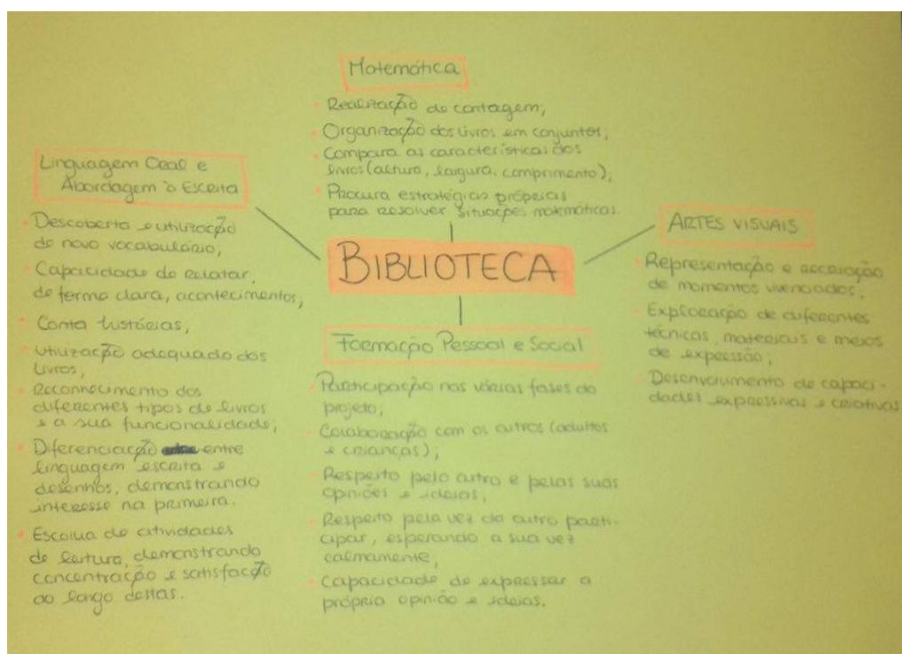 Matemática
Realização de contagem;
Organização dos livros em conjuntos;
Compara as características dos
livros (altura, largura, comprimento);
Procura estratégias próprias
para resolver situações matemáticas.
Linguagem Oral e
Abordagem à Escrita
Descoberta e utilização
de novo vocabulário;
Capacidade de relatar,
de forma clara, acontecimentos;
Conta histórias;
Utilização adequada dos
livros;
Reconhecimento dos
diferentes tipos de livros
e a sua funcionalidade;
Diferenciação entre
linguagem escrita e
desenhos, demonstrando
interesse na primeira.
Escolha de atividades
de leitura, demonstrando
concentração e satisfação
ao longo destas.
BIBLIOTECA
Formação Pessoal e Social
Participação nas várias fases do
projeto;
Colaboração com os outros (adultos
e crianças);
Respeito pelo outro e pelas suas
opiniões e ideias;
Respeito pela vez do outro parti-
cipar, esperando a sua vez
calmamente;
Capacidade de expressar a
própria opinião e ideias.
ARTES VISUAIS
Representação e recriação
de momentos vivenciados;
Exploração de diferentes
técnicas, materiais e meios
de expressão;
Desenvolvimento de capaci-
dades expressivas e criativas